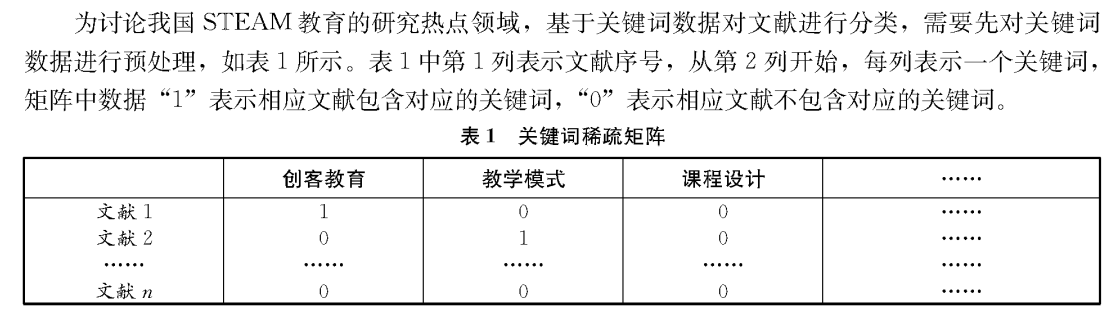 为讨论我国 STEAM 教育的研究热点领域，基于关键词数据对文献进行分类，需要先对关键词
数据进行预处理，如表 1 所示。表 1 中第 1 列表示文献序号，从第 2 列开始，每列表示一个关键词，
矩阵中数据“1”表示相应文献包含对应的关键词，“0”表示相应文献不包含对应的关键词。
表 1 关键词稀疏矩阵
创客教育 教学模式 课程设计 ……
文献 1 1 0 0 ……
文献 2 0 1 0 ……
…… …… …… …… ……
文献 n 0 0 0 ……